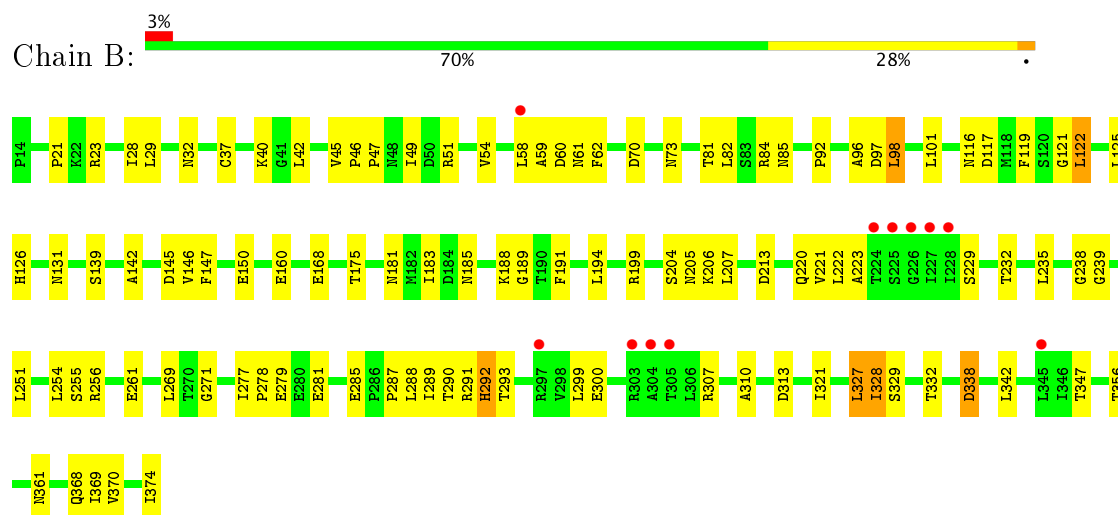 3%
Chain B:
70% 28% •
P14 P21 K22 R23 I28 L29 N32 G37 K40 G41 L42 V45 P46 P47 N48 I49 D50 R51 V54 L58 A59 D60 N61 F62 D70 N73 T81 L82 S83 R84 N85 P92 A96 D97 L98 L101 N116 D117 M118 F119 S120 G121 L122 L125
H126 N131 S139 A142 D145 V146 F147 E150 E160 E168 T175 N181 M182 I183 D184 N185 K188 G189 T190 F191 L194 R199 S204 N205 K206 L207 D213 Q220 V221 L222 A223 T224 S225 G226 I227 I228 S229 T232 L235 G238 G239
L251 L254 S255 R256 E261 L269 T270 G271 I277 P278 E279 E280 E281 E285 P286 P287 L288 I289 T290 R291 H292 T293 R297 V298 L299 E300 R303 A304 T305 L306 R307 A310 D313 I321 L327 I328 S329 T332 D338 L342 L345 I346 T347 T356
N361 Q368 I369 V370 I374